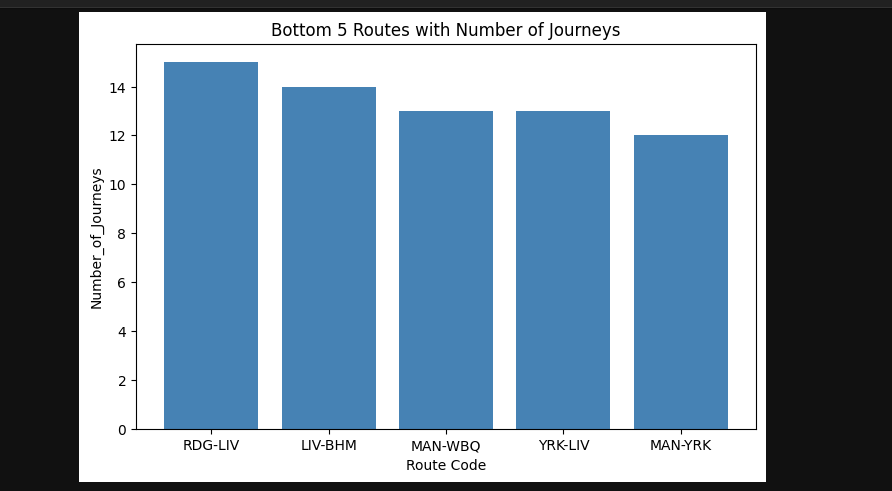 Bottom 5 Routes with Number of Journeys
Number_of_Journeys
14
12
10
8
6
4
2
0
RDG-LIV LIV-BHM MAN-WBQ YRK-LIV MAN-YRK
Route Code